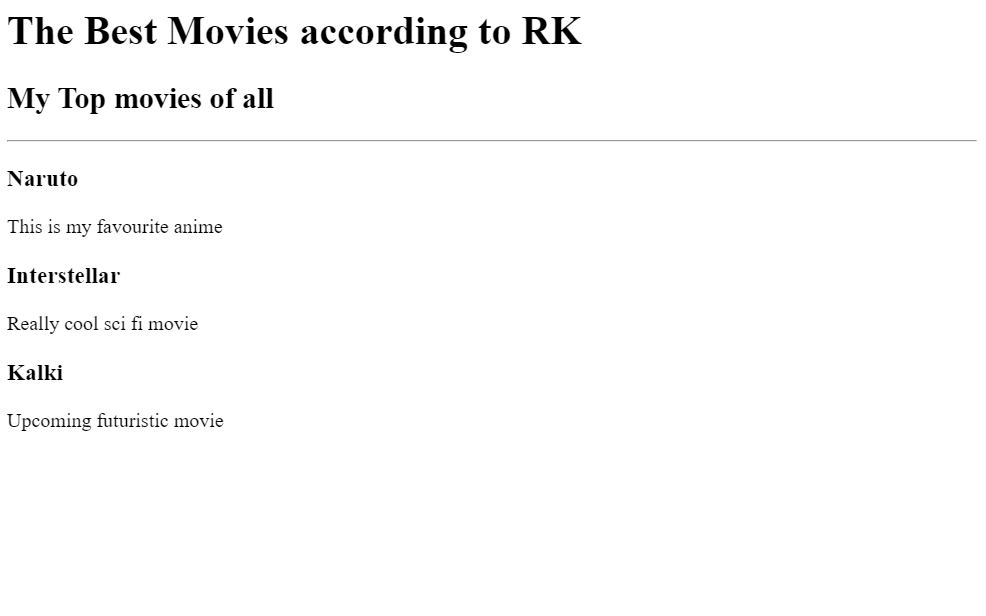 The Best Movies according to RK
My Top movies of all
Naruto
This is my favourite anime
Interstellar
Really cool sci fi movie
Kalki
Upcoming futuristic movie